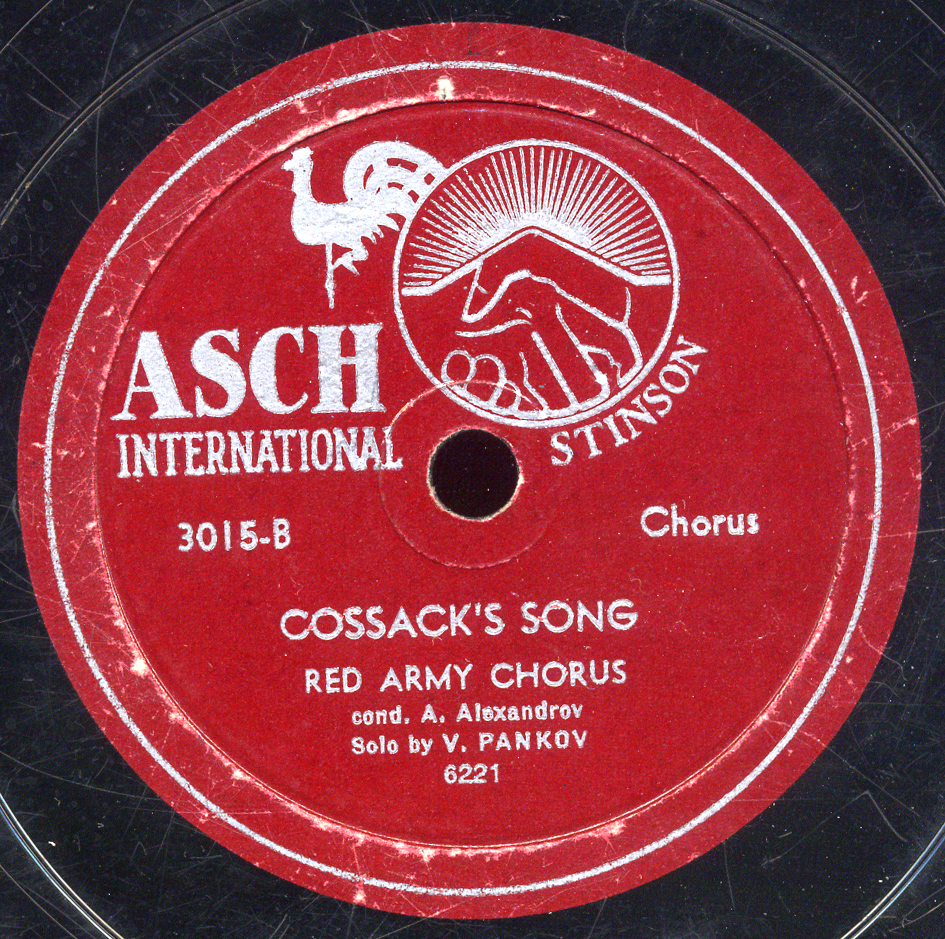 ASCH
INTERNATIONAL
STINSON
3015-B
Chorus
COSSACK'S SONG
RED ARMY CHORUS
cond. A. Alexandrov
Solo by V. PANKOV
6221